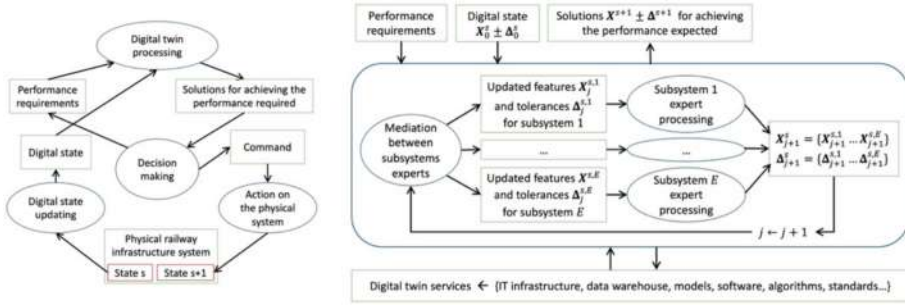 Digital twin
processing
Performance
requirements
Solutions for achieving the
performance required
Digital state
Decision
making
Command
Digital state
updating
Action on
the physical
system
Physical railway
infrastructure system
State s
State s+1
Performance
requirements
Digital state
X₀ˢ ± Δ₀ˢ
Solutions Xˢ⁺¹ ± Δˢ⁺¹ for achieving
the performance expected
Mediation
between
subsystems
experts
Updated features Xⱼˢ,¹
and tolerances Δⱼˢ,¹
for subsystem 1
Subsystem 1
expert
processing
...
...
Updated features Xˢ,ᴱ
and tolerances Δⱼˢ,ᴱ
for subsystem E
Subsystem E
expert
processing
Xⱼ₊₁ˢ = {Xⱼ₊₁ˢ,¹ … Xⱼ₊₁ˢ,ᴱ}
Δⱼ₊₁ˢ = {Δⱼ₊₁ˢ,¹ … Δⱼ₊₁ˢ,ᴱ}
j ← j + 1
Digital twin services ← {IT infrastructure, data warehouse, models, software, algorithms, standards...}